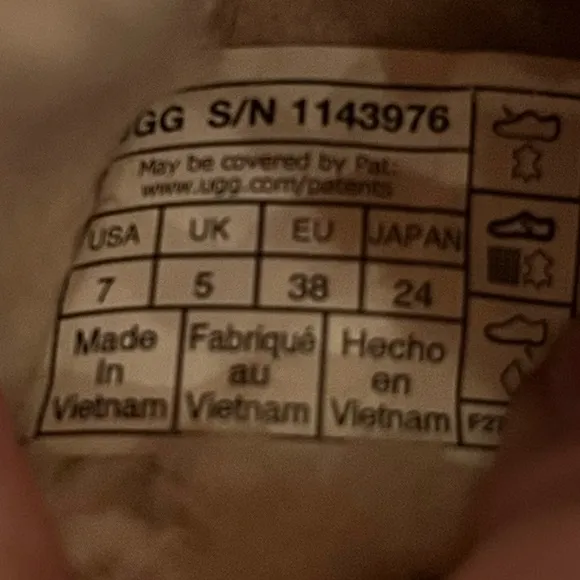 UGG S/N 1143976
May be covered by Pat.
www.ugg.com/patents
USA UK EU JAPAN
7 5 38 24
Made in Vietnam
Fabriqué au Vietnam
Hecho en Vietnam